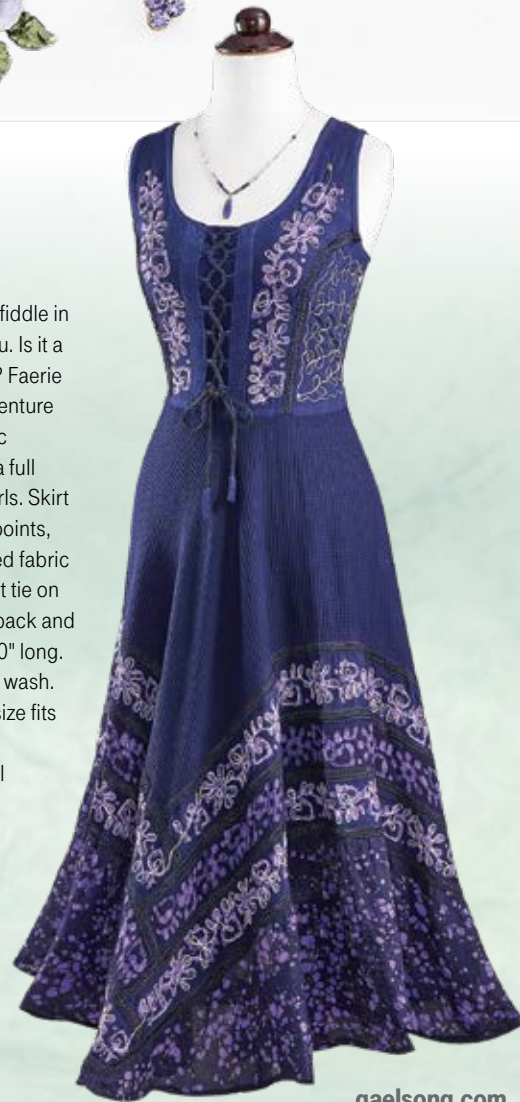 fiddle in
u. Is it a
? Faerie
enture
c
a full
rls. Skirt
points,
ed fabric
t tie on
back and
0" long.
wash.
size fits
l
gaelsong.com